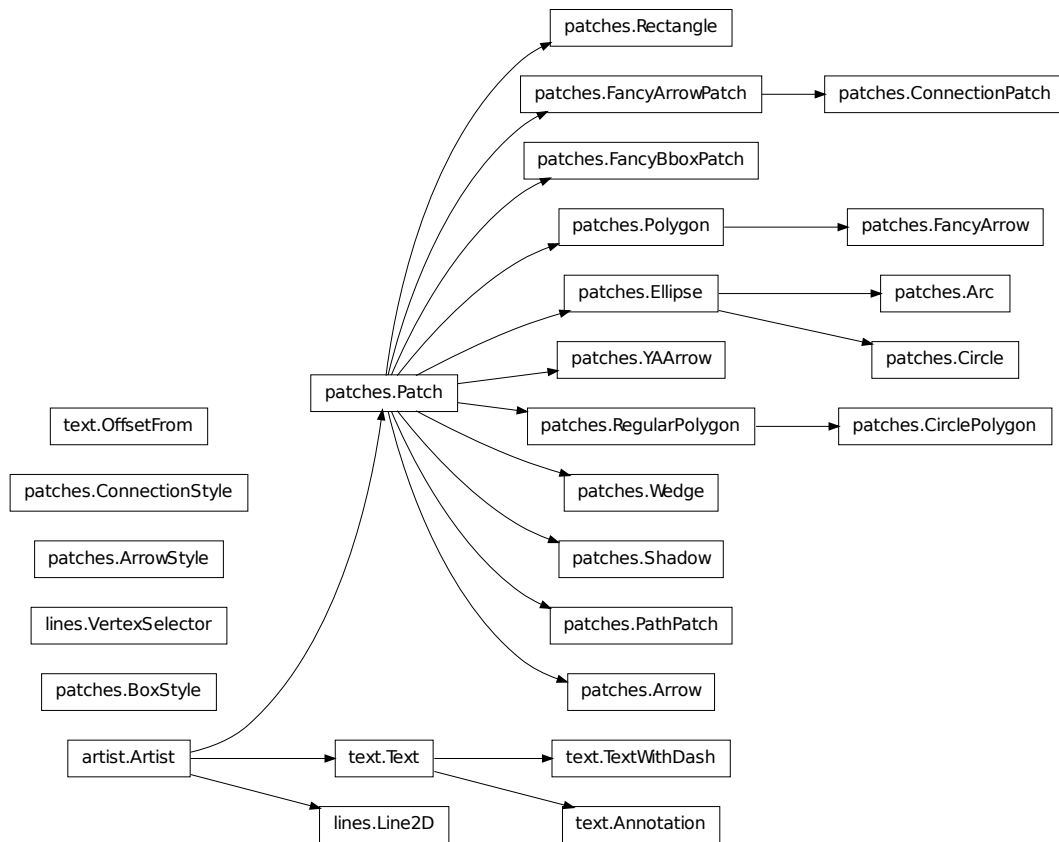 patches.Rectangle
patches.FancyArrowPatch
patches.ConnectionPatch
patches.FancyBboxPatch
patches.Polygon
patches.FancyArrow
patches.Ellipse
patches.Arc
patches.YAArrow
patches.Circle
patches.Patch
text.OffsetFrom
patches.RegularPolygon
patches.CirclePolygon
patches.ConnectionStyle
patches.Wedge
patches.ArrowStyle
patches.Shadow
lines.VertexSelector
patches.PathPatch
patches.BoxStyle
patches.Arrow
artist.Artist
text.Text
text.TextWithDash
lines.Line2D
text.Annotation